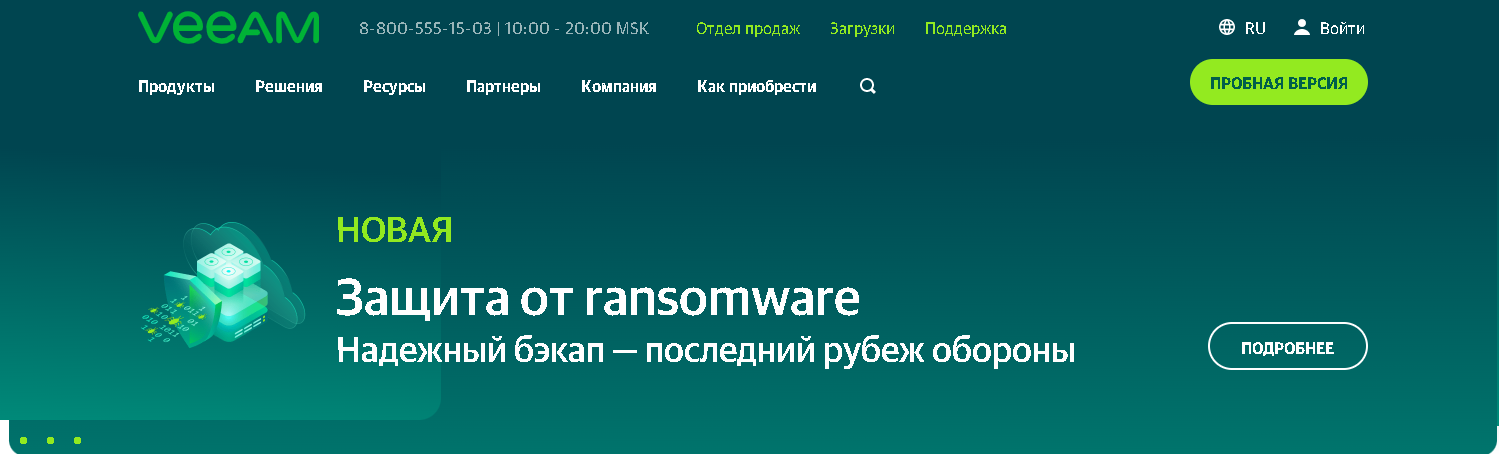 VEEAM
8-800-555-15-03 | 10:00 - 20:00 MSK
Отдел продаж
Загрузки
Поддержка
RU
Войти
Продукты
Решения
Ресурсы
Партнеры
Компания
Как приобрести
ПРОБНАЯ ВЕРСИЯ
НОВАЯ
Защита от ransomware
Надежный бэкап — последний рубеж обороны
ПОДРОБНЕЕ